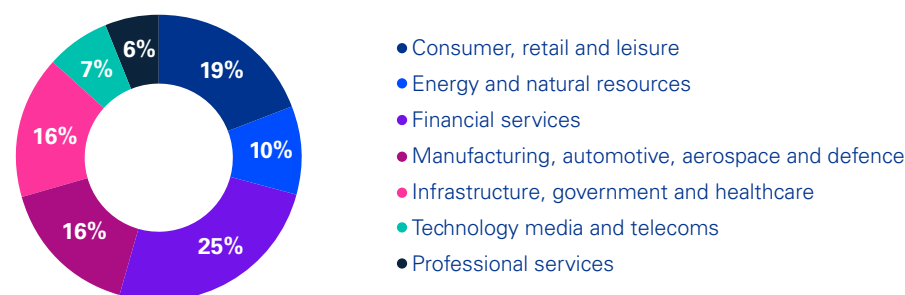 6%
7%
19%
16%
10%
16%
25%
Consumer, retail and leisure
Energy and natural resources
Financial services
Manufacturing, automotive, aerospace and defence
Infrastructure, government and healthcare
Technology media and telecoms
Professional services